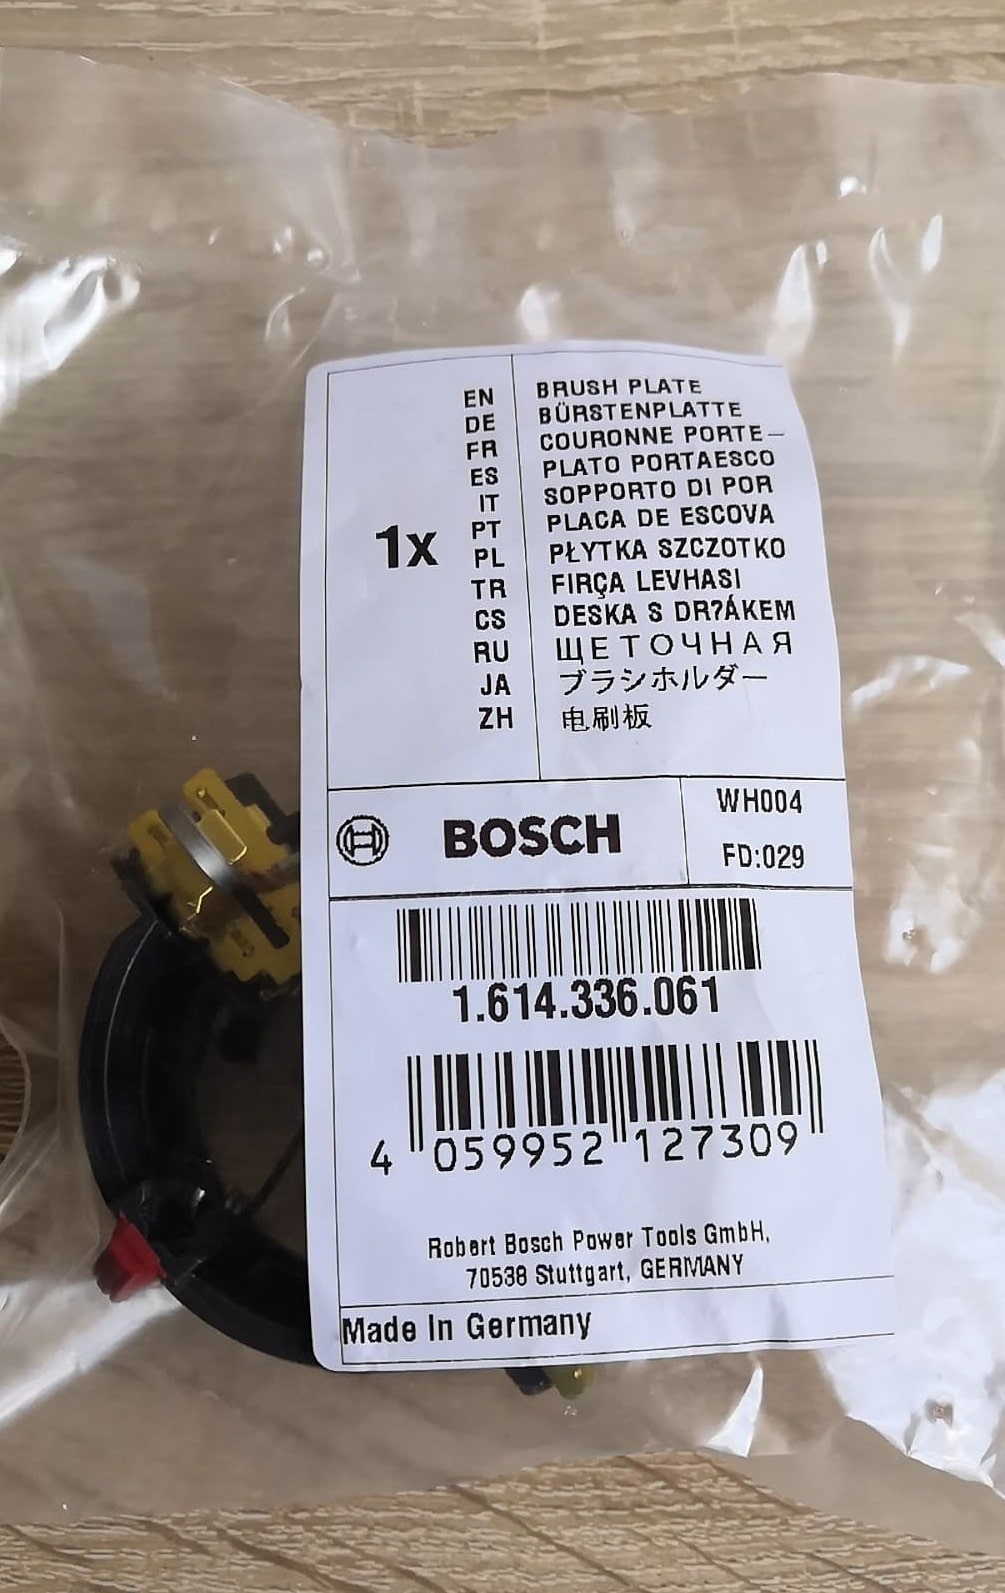 1x
EN BRUSH PLATE
DE BÜRSTENPLATTE
FR COURONNE PORTE-
ES PLATO PORTAESCO
IT SOPPORTO DI POR
PT PLACA DE ESCOVA
PL PŁYTKA SZCZOTKO
TR FIRÇA LEVHASI
CS DESKA S DR?ÁKEM
RU ЩЕТОЧНАЯ
JA ブラシホルダー
ZH 电刷板
BOSCH
WH004
FD:029
1.614.336.061
4 059952 127309
Robert Bosch Power Tools GmbH,
70538 Stuttgart, GERMANY
Made In Germany